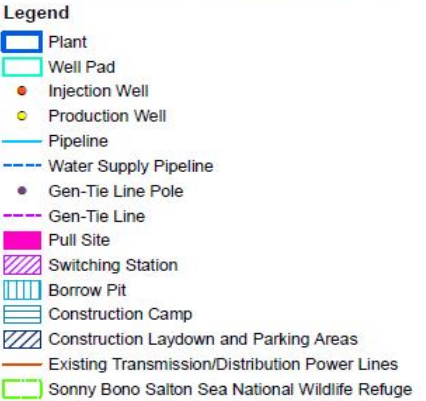 Legend
Plant
Well Pad
Injection Well
Production Well
Pipeline
Water Supply Pipeline
Gen-Tie Line Pole
Gen-Tie Line
Pull Site
Switching Station
Borrow Pit
Construction Camp
Construction Laydown and Parking Areas
Existing Transmission/Distribution Power Lines
Sonny Bono Salton Sea National Wildlife Refuge